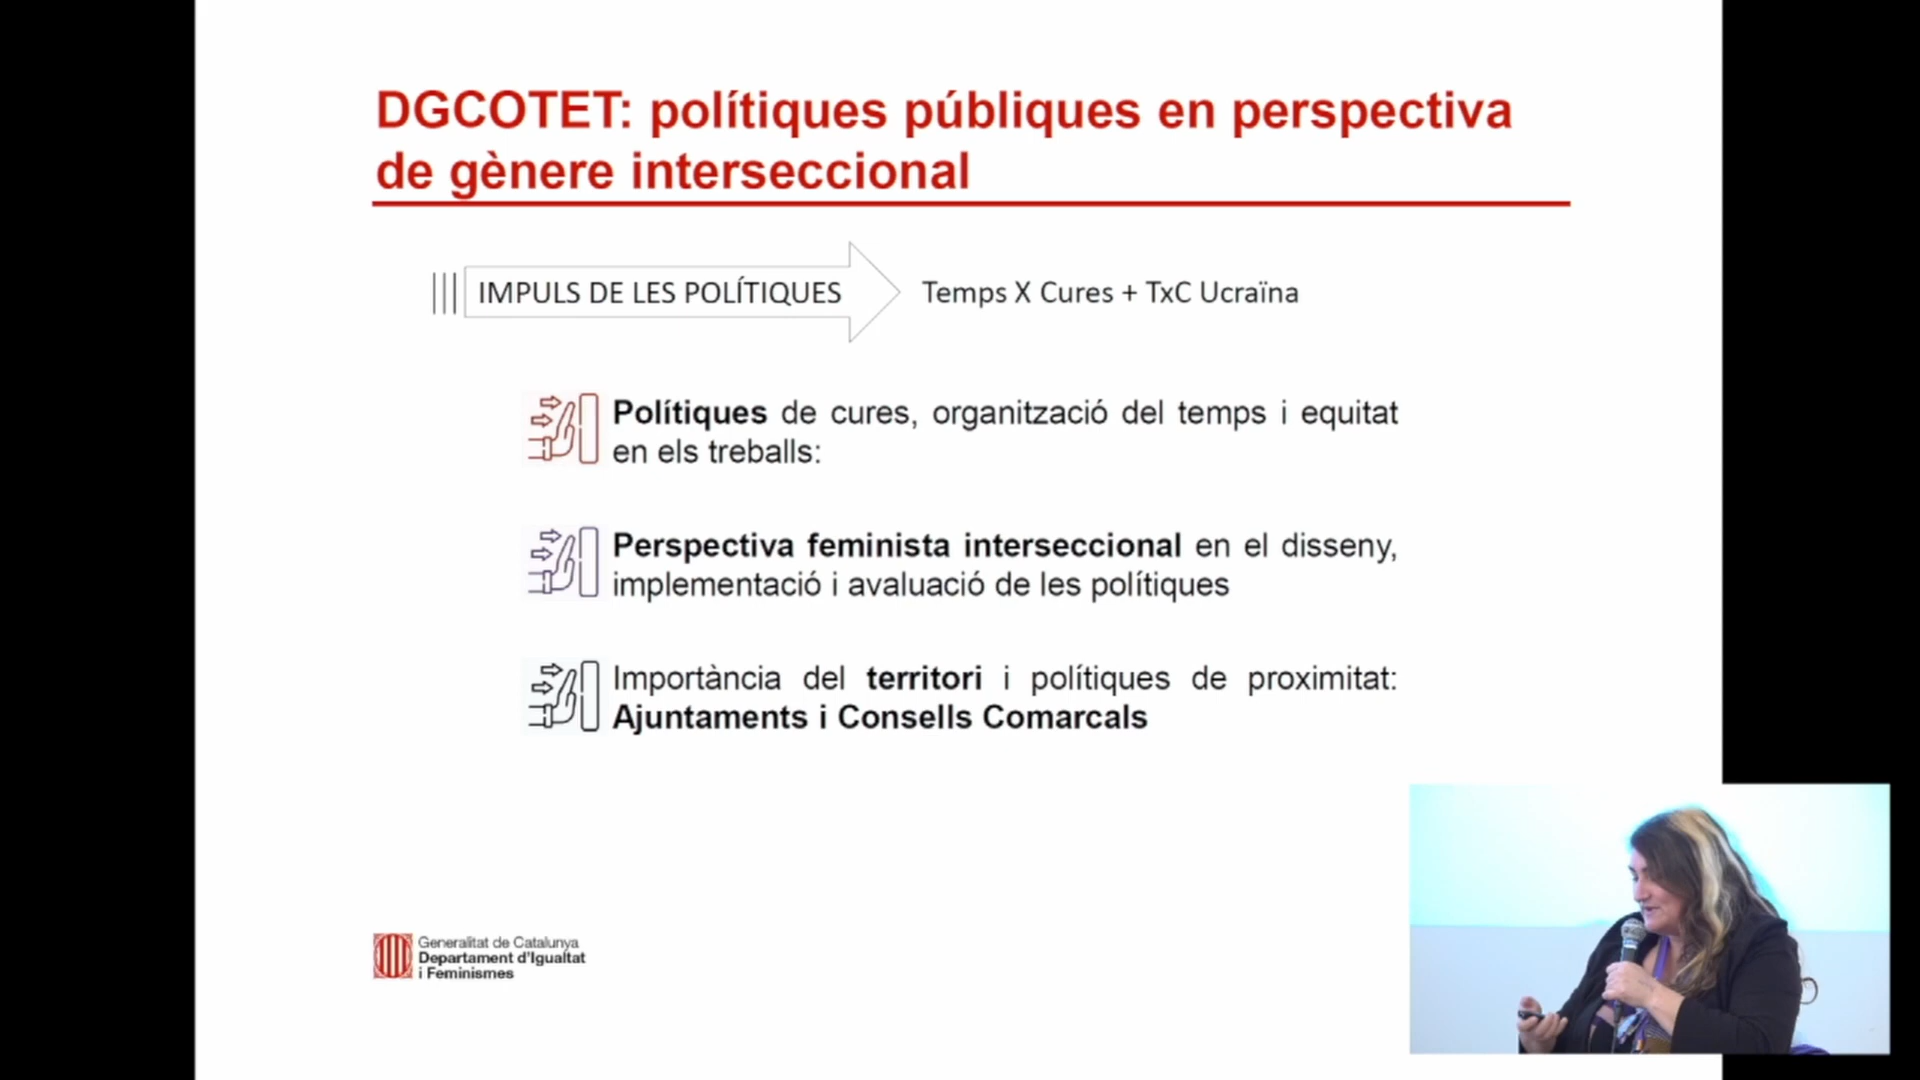 DGCOTET: polítiques públiques en perspectiva
de gènere interseccional
IMPULS DE LES POLÍTIQUES
Temps X Cures + TxC Ucraïna
Polítiques de cures, organització del temps i equitat
en els treballs:
Perspectiva feminista interseccional en el disseny,
implementació i avaluació de les polítiques
Importància del territori i polítiques de proximitat:
Ajuntaments i Consells Comarcals
Generalitat de Catalunya
Departament d'Igualtat
i Feminismes